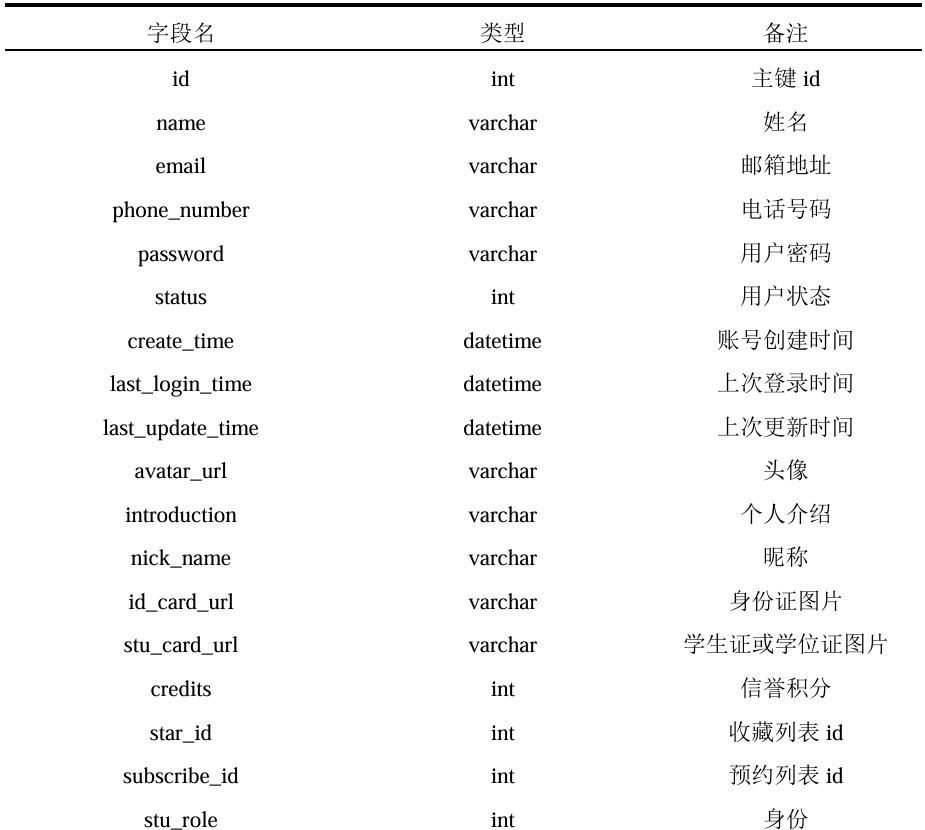 字段名 类型 备注
id int 主键 id
name varchar 姓名
email varchar 邮箱地址
phone_number varchar 电话号码
password varchar 用户密码
status int 用户状态
create_time datetime 账号创建时间
last_login_time datetime 上次登录时间
last_update_time datetime 上次更新时间
avatar_url varchar 头像
introduction varchar 个人介绍
nick_name varchar 昵称
id_card_url varchar 身份证图片
stu_card_url varchar 学生证或学位证图片
credits int 信誉积分
star_id int 收藏列表 id
subscribe_id int 预约列表 id
stu_role int 身份